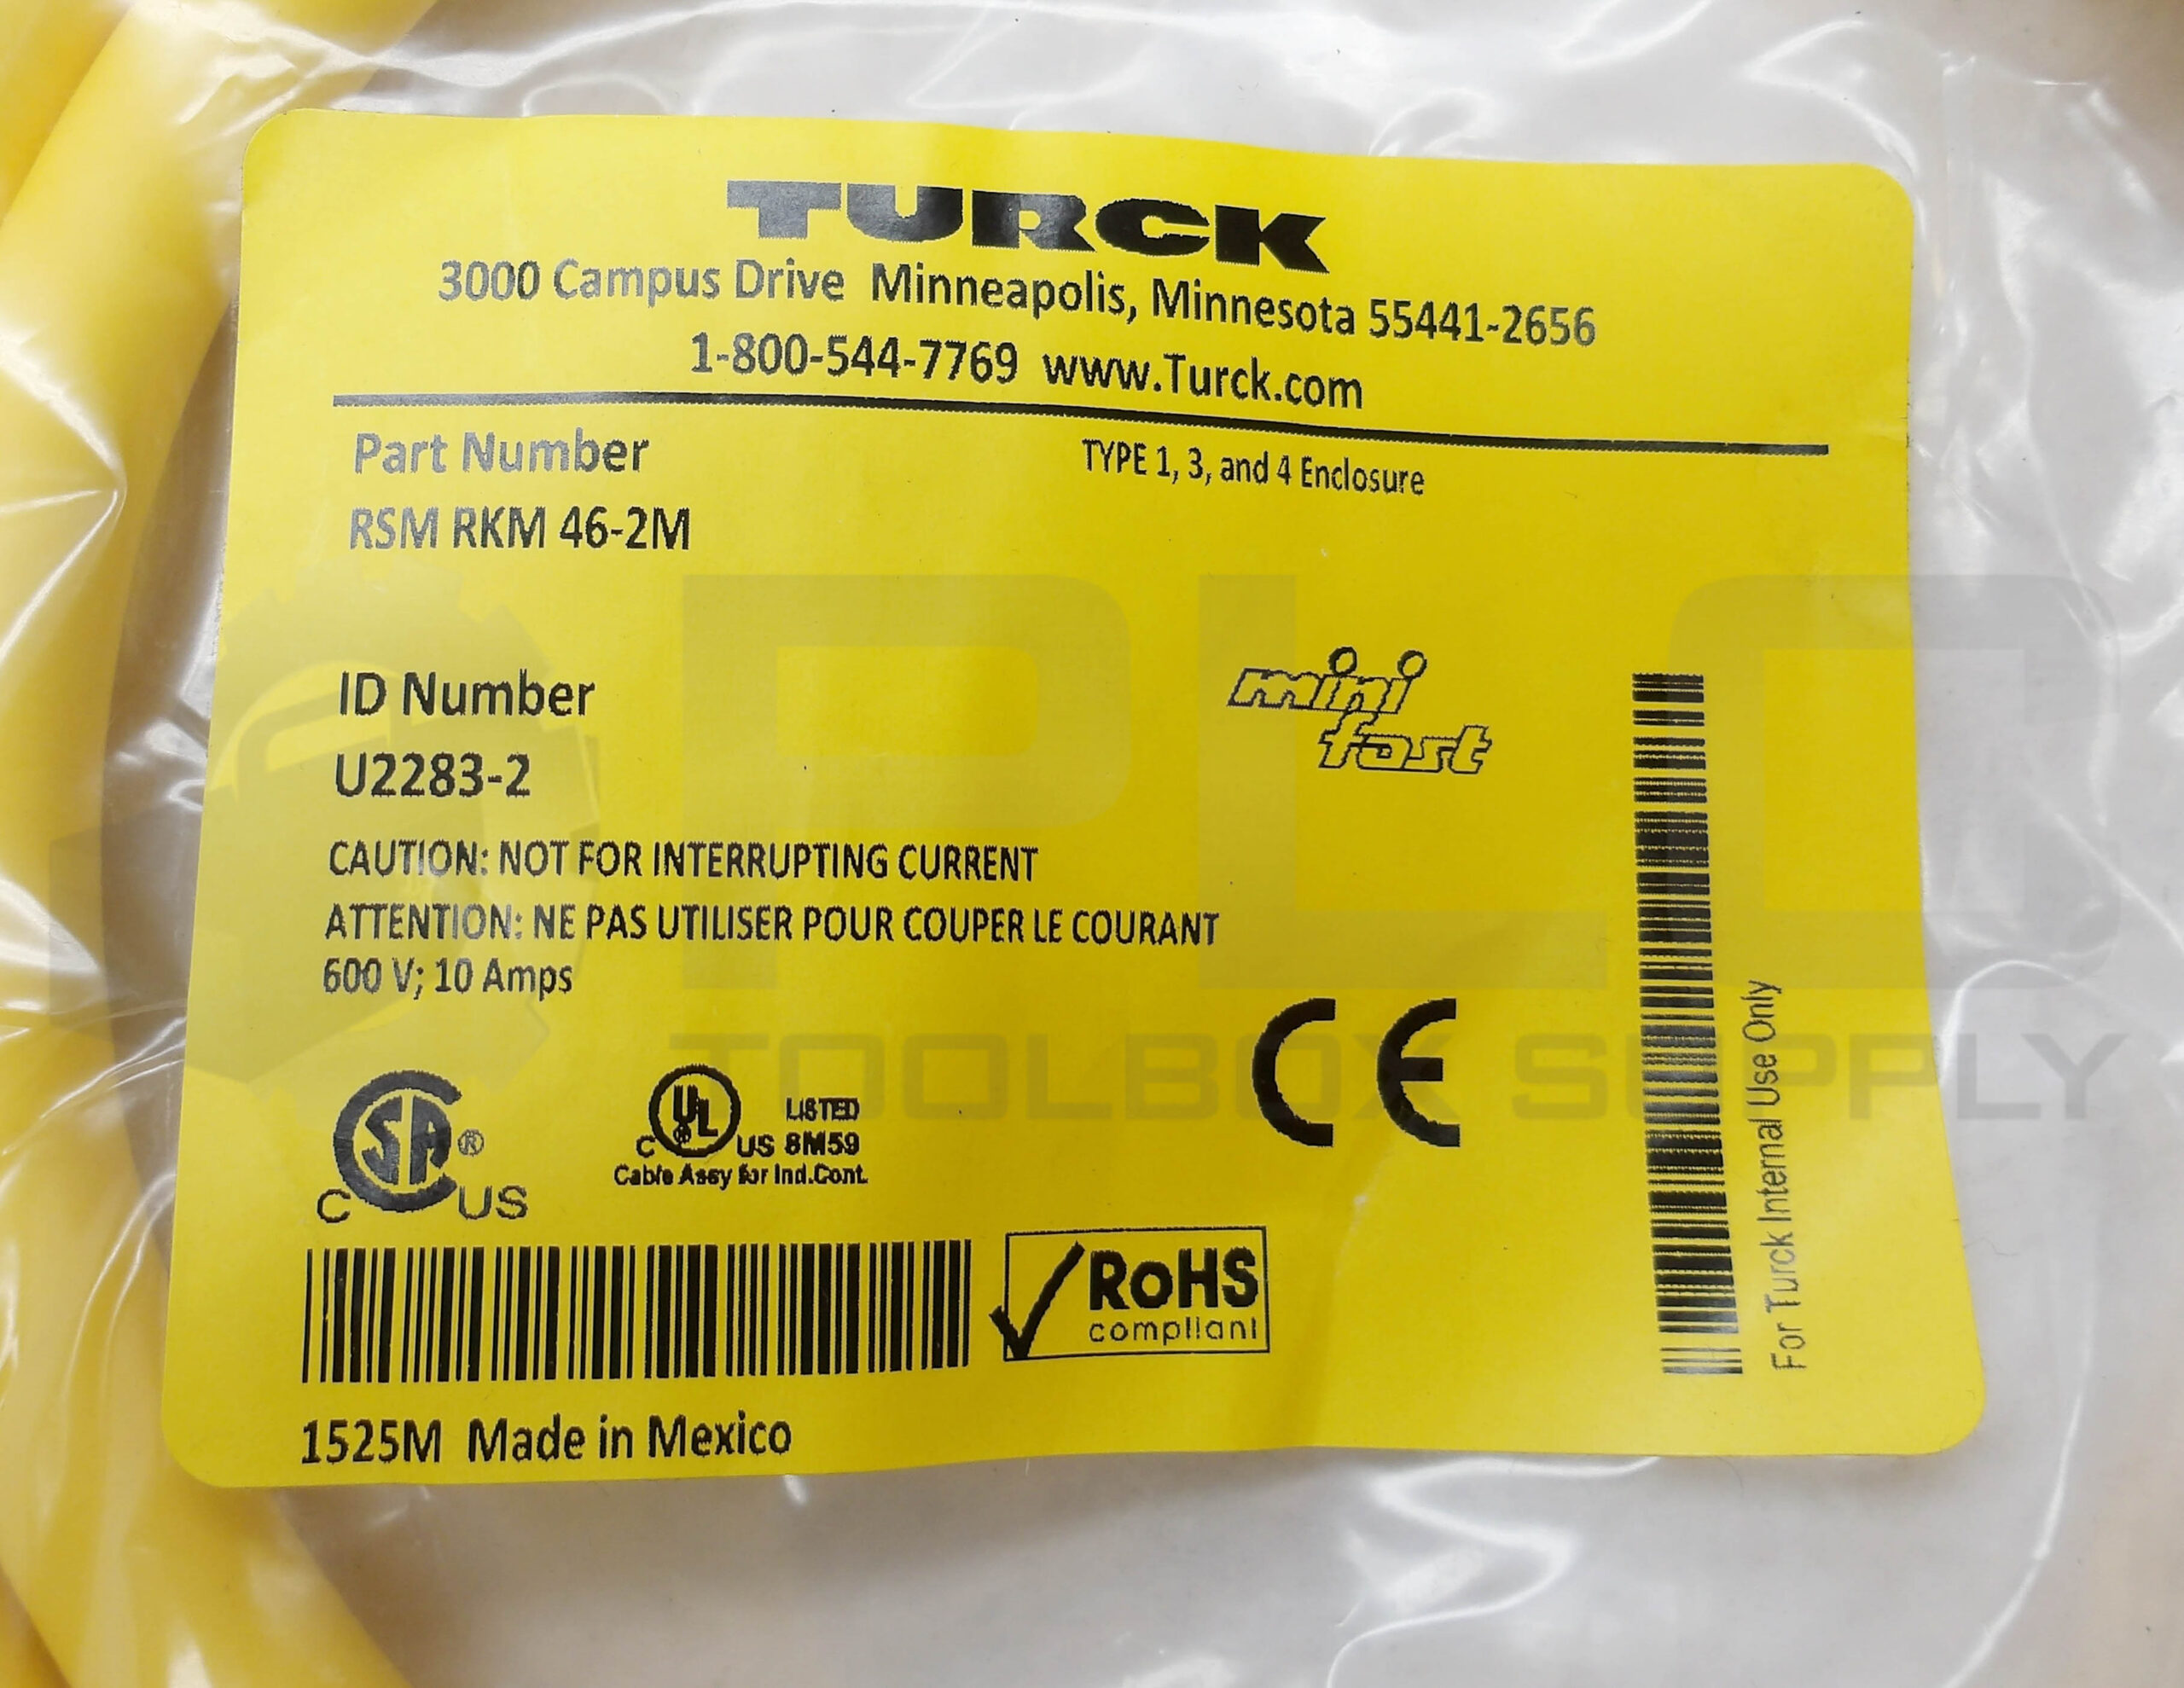 TURCK
3000 Campus Drive Minneapolis, Minnesota 55441-2656
1-800-544-7769 www.Turck.com
Part Number
TYPE 1, 3, and 4 Enclosure
RSM RKM 46-2M
ID Number
U2283-2
mini
fast
CAUTION: NOT FOR INTERRUPTING CURRENT
ATTENTION: NE PAS UTILISER POUR COUPER LE COURANT
600 V; 10 Amps
CSA ®
C US
C UL ® US
LISTED
8M59
Cable Assy for Ind.Cont.
CE
RoHS
compliant
1525M Made in Mexico
For Turck Internal Use Only
PLC
TOOLBOX SUPPLY